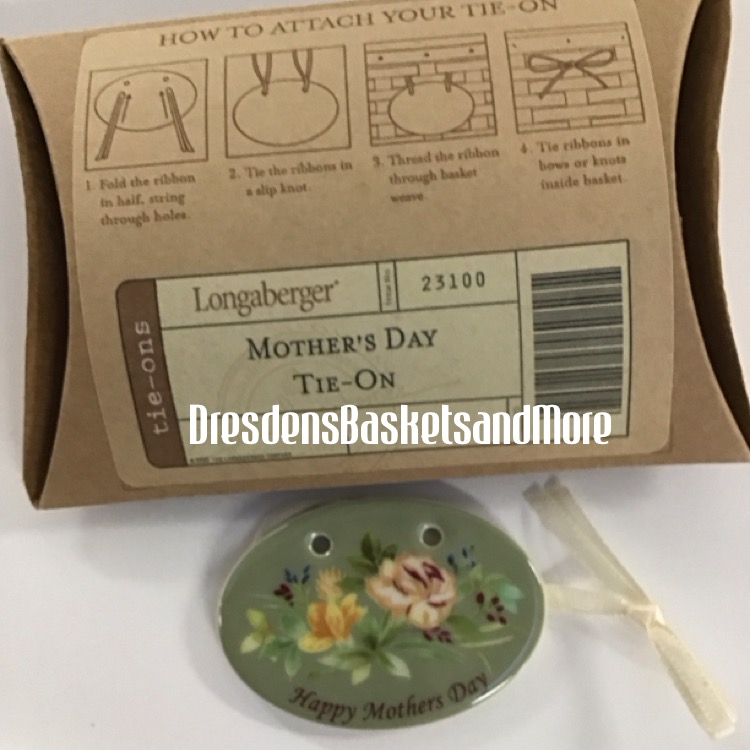 HOW TO ATTACH YOUR TIE-ON
1. Fold the ribbon
in half, string
through holes.
2. Tie the ribbons in
a slip knot.
3. Thread the ribbon
through basket
weave.
4. Tie ribbons in
bows or knots
inside basket.
tie-ons
Longaberger®
23100
MOTHER'S DAY
TIE-ON
DresdensBasketsandMore
Happy Mothers Day